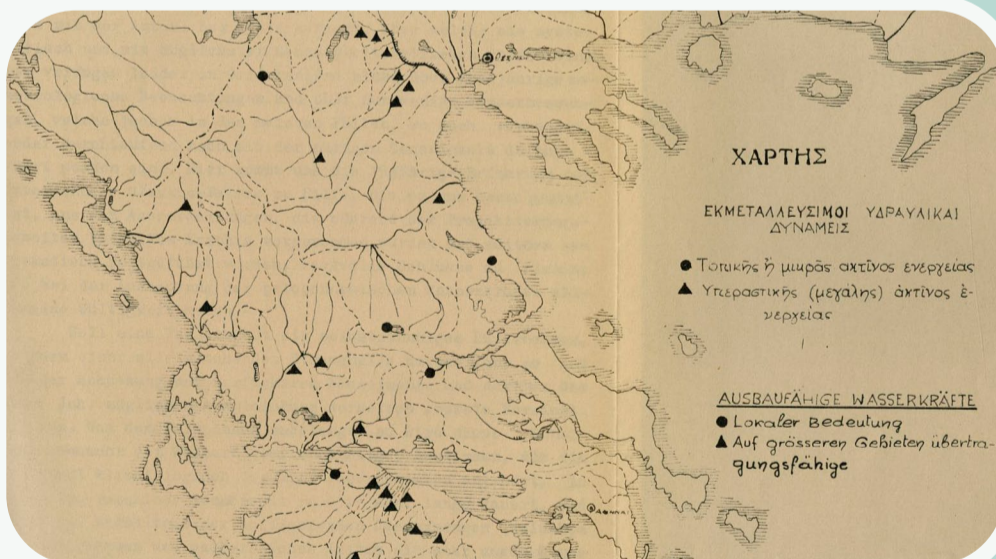 ΧΑΡΤΗΣ
ΕΚΜΕΤΑΛΛΕΥΣΙΜΟΙ ΥΔΡΑΥΛΙΚΑΙ
ΔΥΝΑΜΕΙΣ
Τοπικῆς ἢ μικρᾶς ἀκτῖνος ενεργείας
Υπεραστικῆς (μεγάλης) ἀκτῖνος ἐ-
νεργείας
AUSBAUFÄHIGE WASSERKRÄFTE
Lokaler Bedeutung
Auf grösseren Gebieten übertra-
gungsfähige